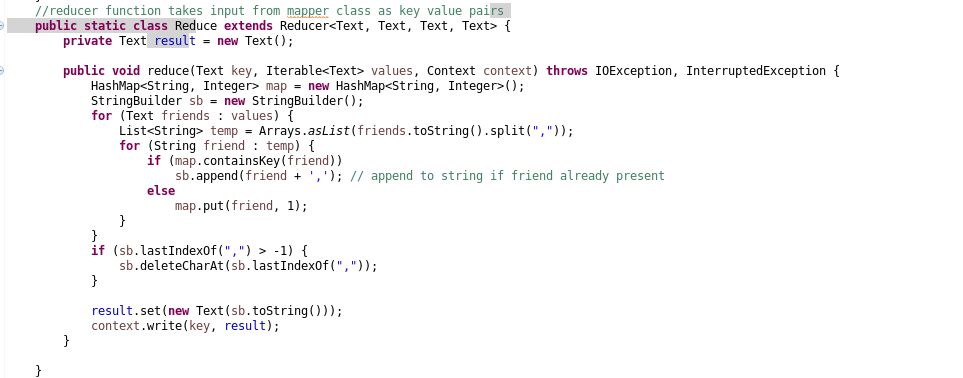 //reducer function takes input from mapper class as key value pairs
public static class Reduce extends Reducer<Text, Text, Text, Text> {
private Text result = new Text();
public void reduce(Text key, Iterable<Text> values, Context context) throws IOException, InterruptedException {
HashMap<String, Integer> map = new HashMap<String, Integer>();
StringBuilder sb = new StringBuilder();
for (Text friends : values) {
List<String> temp = Arrays.asList(friends.toString().split(","));
for (String friend : temp) {
if (map.containsKey(friend))
sb.append(friend + ','); // append to string if friend already present
else
map.put(friend, 1);
}
}
if (sb.lastIndexOf(",") > -1) {
sb.deleteCharAt(sb.lastIndexOf(","));
}
result.set(new Text(sb.toString()));
context.write(key, result);
}
}